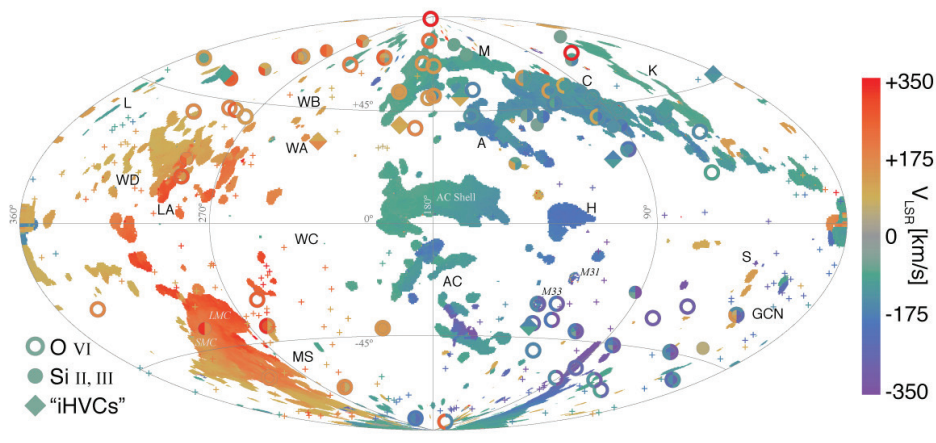 M
C
K
L
WB
+45°
WA
A
WD
LA
360°
270°
0°
180°
AC Shell
H
90°
WC
AC
M31
M33
S
GCN
LMC
SMC
MS
-45°
O VI
Si II, III
“iHVCs”
+350
+175
0
-175
-350
V LSR [km/s]